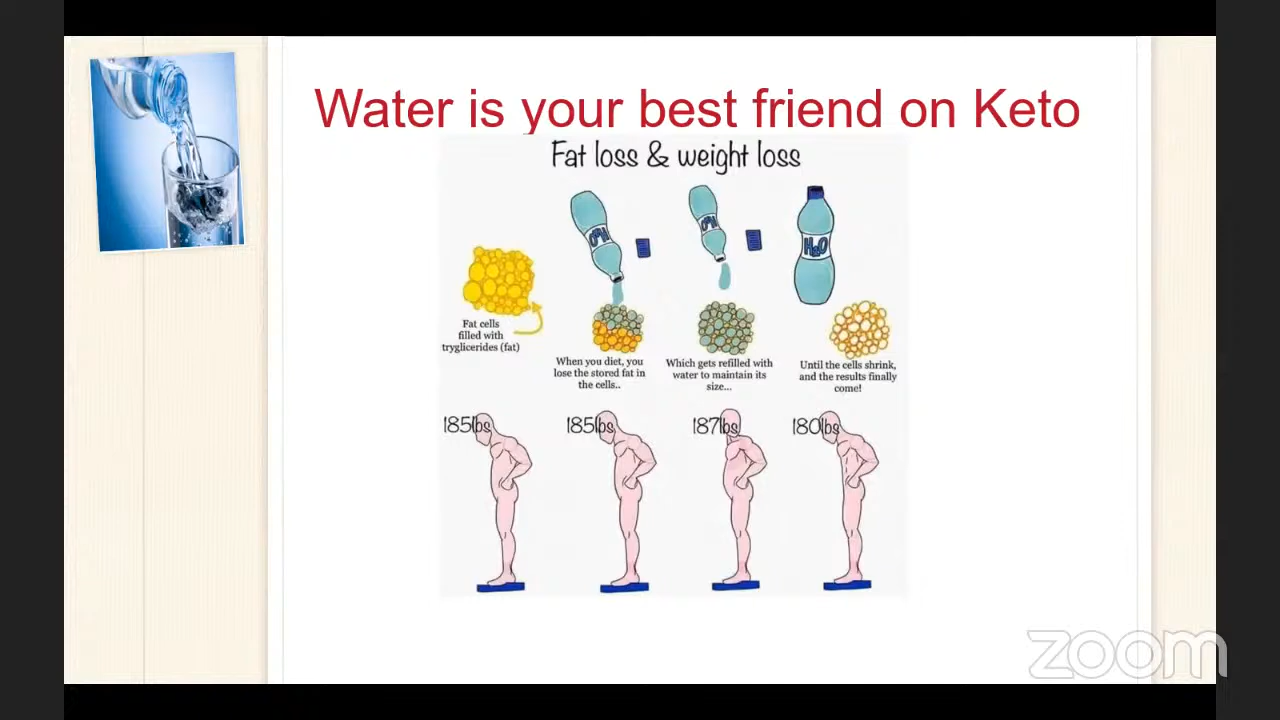 Water is your best friend on Keto
Fat loss & weight loss
H2O
H2O
H2O
Fat cells
filled with
tryglicerides (fat)
When you diet, you
lose the stored fat in
the cells..
Which gets refilled with
water to maintain its
size...
Until the cells shrink,
and the results finally
come!
185lbs
185lbs
187lbs
180lbs
zoom